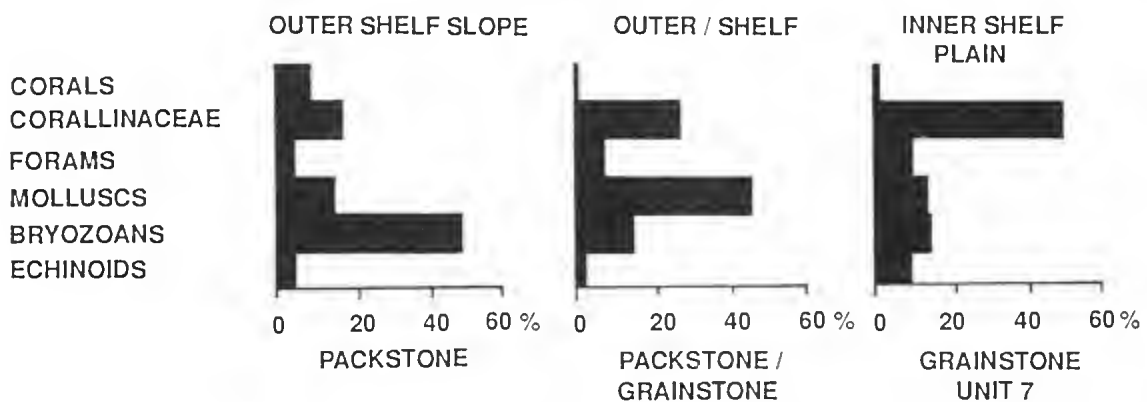 OUTER SHELF SLOPE
OUTER / SHELF
INNER SHELF
PLAIN
CORALS
CORALLINACEAE
FORAMS
MOLLUSCS
BRYOZOANS
ECHINOIDS
0 20 40 60 %
0 20 40 60 %
0 20 40 60 %
PACKSTONE
PACKSTONE /
GRAINSTONE
GRAINSTONE
UNIT 7